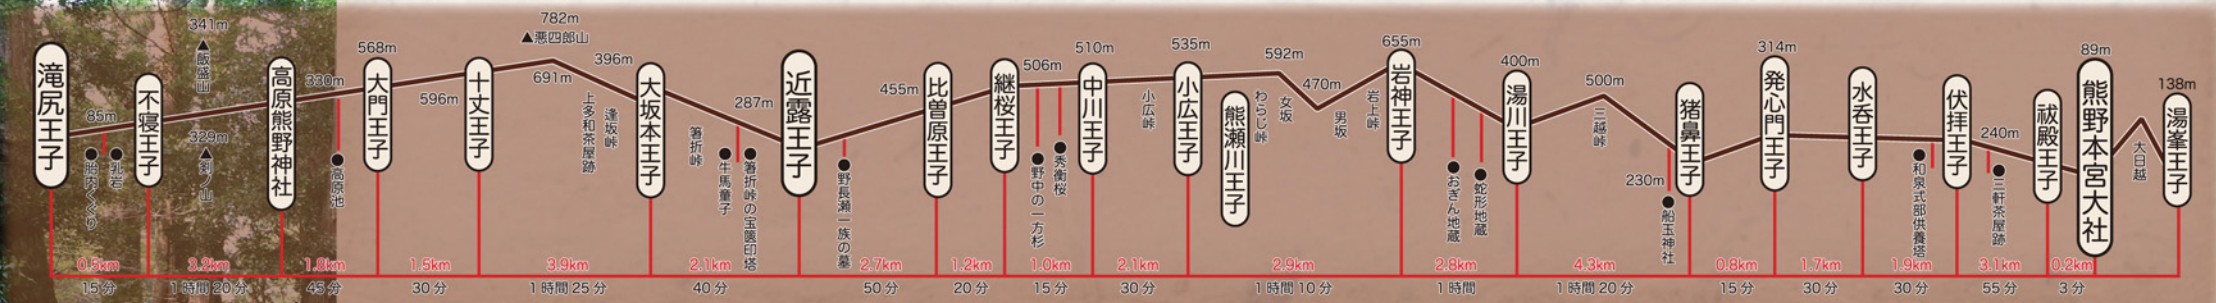 滝尻王子
85m
胎内くぐり
乳岩
不寝王子
341m
▲飯盛山
329m
▲剣ノ山
高原熊野神社
330m
高原池
568m
大門王子
596m
十丈王子
782m
▲悪四郎山
691m
396m
上多和茶屋跡
逢坂峠
大坂本王子
箸折峠
287m
牛馬童子
箸折峠の宝篋印塔
近露王子
野長瀬一族の墓
455m
比曽原王子
継桜王子
506m
野中の一方杉
秀衡桜
510m
中川王子
小広峠
535m
小広王子
熊瀬川王子
わらじ峠
592m
女坂
470m
男坂
岩上峠
655m
岩神王子
おぎん地蔵
蛇形地蔵
400m
湯川王子
500m
三越峠
230m
船玉神社
猪鼻王子
314m
発心門王子
水呑王子
和泉式部供養塔
伏拝王子
240m
三軒茶屋跡
祓殿王子
89m
熊野本宮大社
大日越
138m
湯峯王子
0.5km 3.2km 1.8km 1.5km 3.9km 2.1km 2.7km 1.2km 1.0km 2.1km 2.9km 2.8km 4.3km 0.8km 1.7km 1.9km 3.1km 0.2km
15分 1時間20分 45分 30分 1時間25分 40分 50分 20分 15分 30分 1時間10分 1時間 1時間20分 15分 30分 30分 55分 3分